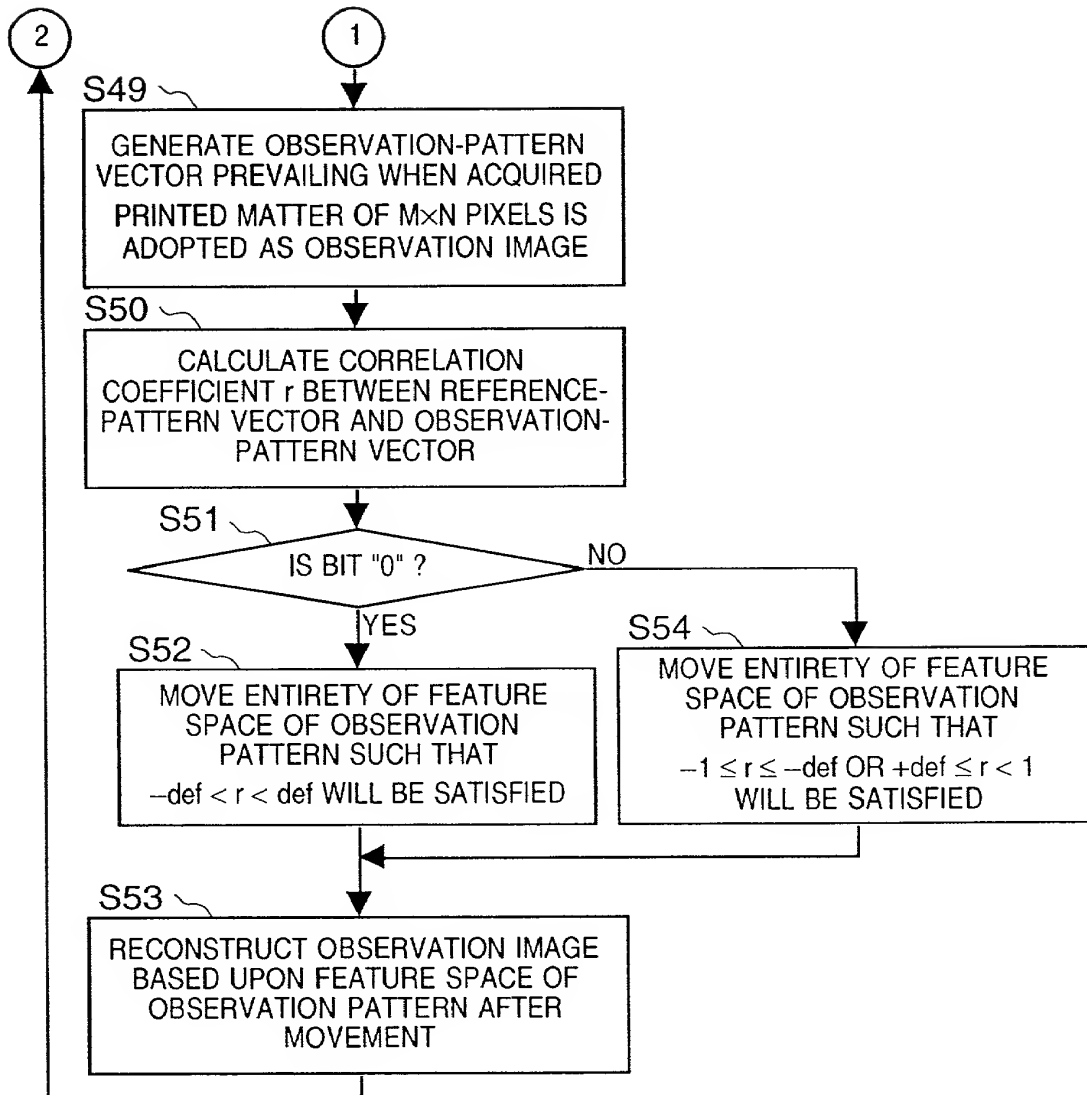 2
1
S49
GENERATE OBSERVATION-PATTERN
VECTOR PREVAILING WHEN ACQUIRED
PRINTED MATTER OF M×N PIXELS IS
ADOPTED AS OBSERVATION IMAGE
S50
CALCULATE CORRELATION
COEFFICIENT r BETWEEN REFERENCE-
PATTERN VECTOR AND OBSERVATION-
PATTERN VECTOR
S51
IS BIT "0" ?
NO
YES
S52
MOVE ENTIRETY OF FEATURE
SPACE OF OBSERVATION
PATTERN SUCH THAT
–def < r < def WILL BE SATISFIED
S54
MOVE ENTIRETY OF FEATURE
SPACE OF OBSERVATION
PATTERN SUCH THAT
–1 ≤ r ≤ –def OR +def ≤ r < 1
WILL BE SATISFIED
S53
RECONSTRUCT OBSERVATION IMAGE
BASED UPON FEATURE SPACE OF
OBSERVATION PATTERN AFTER
MOVEMENT